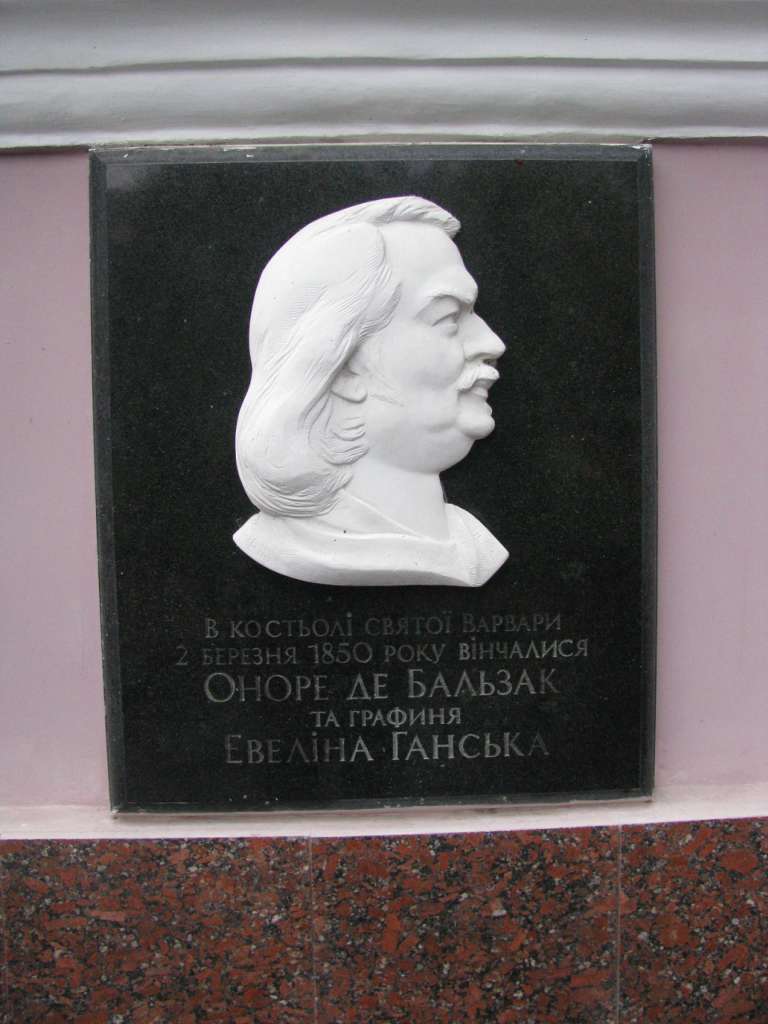 В КОСТЬОЛІ СВЯТОЇ ВАРВАРИ
2 БЕРЕЗНЯ 1850 РОКУ ВІНЧАЛИСЯ
ОНОРЕ ДЕ БАЛЬЗАК
ТА ГРАФИНЯ
ЕВЕЛІНА ГАНСЬКА